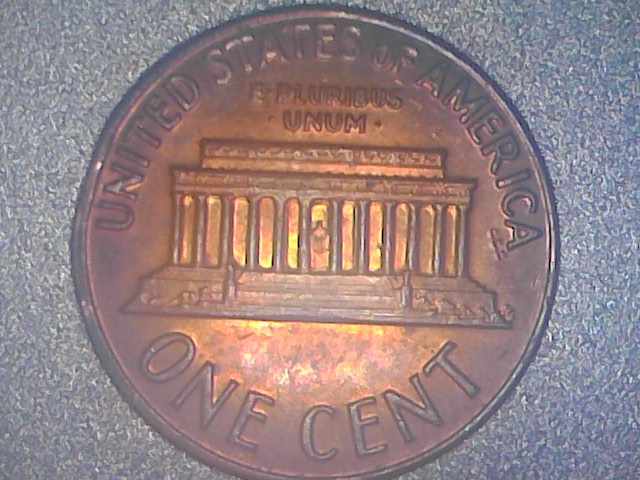 UNITED STATES OF AMERICA
E·PLURIBUS
·UNUM·
ONE CENT